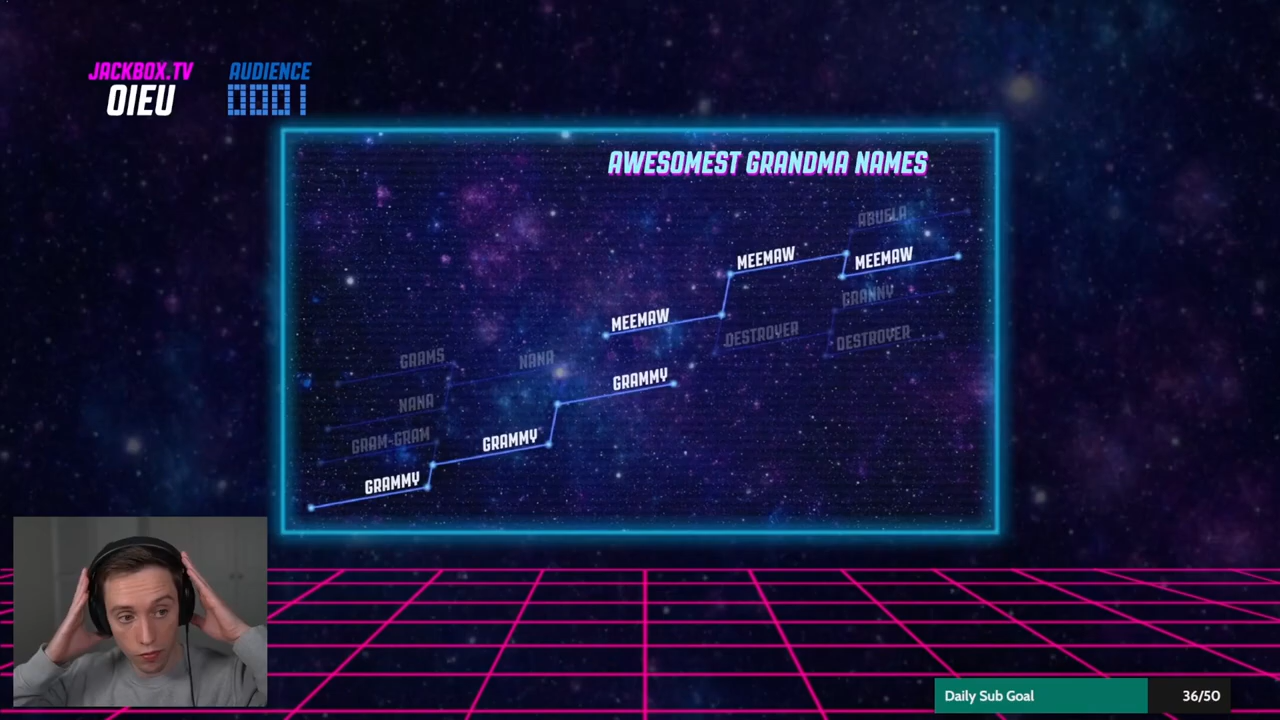 JACKBOX.TV
OIEU
AUDIENCE
0001
AWESOMEST GRANDMA NAMES
GRAMS
NANA
GRAM-GRAM
GRAMMY
NANA
GRAMMY
MEEMAW
GRAMMY
MEEMAW
DESTROYER
ABUELA
MEEMAW
GRANNY
DESTROYER
Daily Sub Goal
36/50